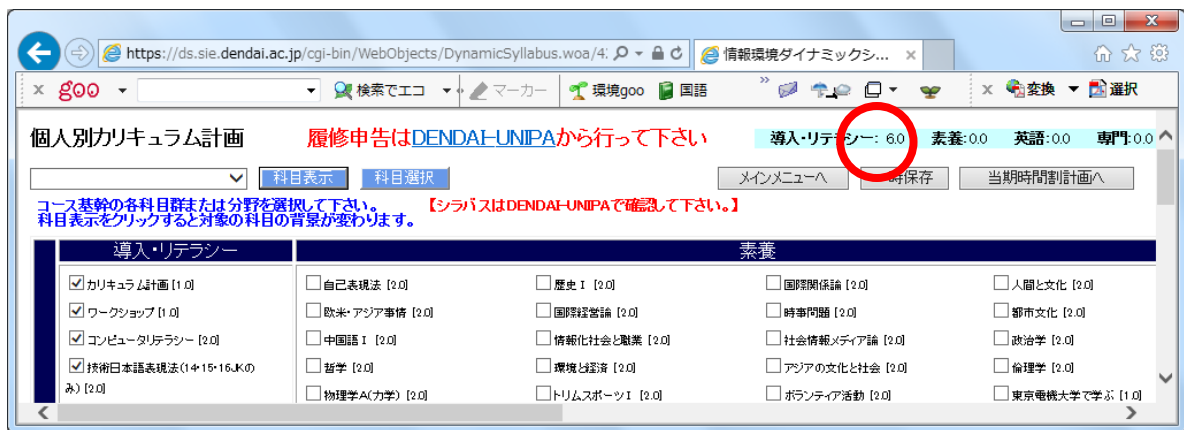 https://ds.sie.dendai.ac.jp/cgi-bin/WebObjects/DynamicSyllabus.woa/4: 情報環境ダイナミックシ... ×
× goo 検索でエコ マーカー 環境goo 国語 » × 変換 選択
個人別カリキュラム計画 履修申告はDENDAI-UNIPAから行って下さい 導入・リテラシー: 6.0 素養:0.0 英語:0.0 専門:0.0
科目表示 科目選択 メインメニューへ 時保存 当期時間割計画へ
コース基幹の各科目群または分野を選択して下さい。 【シラバスはDENDAI-UNIPAで確認して下さい。】
科目表示をクリックすると対象の科目の背景が変わります。
導入・リテラシー 素養
カリキュラム計画 [1.0] 自己表現法 [2.0] 歴史Ⅰ [2.0] 国際関係論 [2.0] 人間と文化 [2.0]
ワークショップ [1.0] 欧米・アジア事情 [2.0] 国際経営論 [2.0] 時事問題 [2.0] 都市文化 [2.0]
コンピュータリテラシー [2.0] 中国語Ⅰ [2.0] 情報化社会と職業 [2.0] 社会情報メディア論 [2.0] 政治学 [2.0]
技術日本語表現法(14・15・16JKの 哲学 [2.0] 環境と経済 [2.0] アジアの文化と社会 [2.0] 倫理学 [2.0]
み) [2.0] 物理学A(力学) [2.0] トリムスポーツⅠ [2.0] ボランティア活動 [2.0] 東京電機大学で学ぶ [1.0]